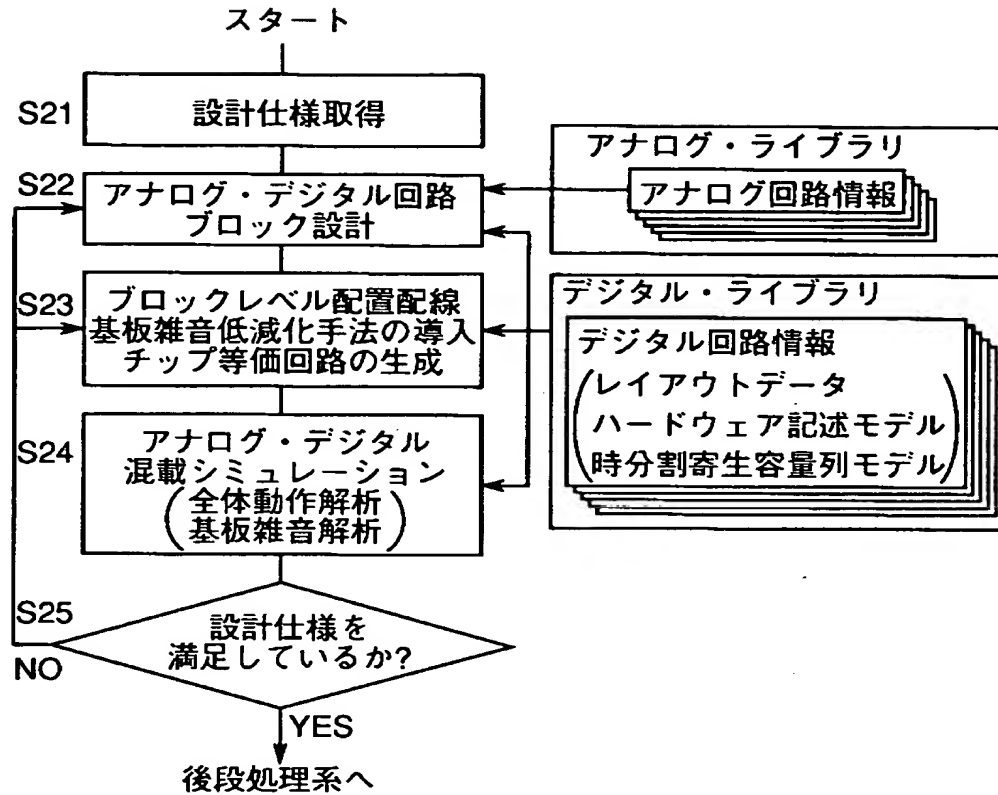 スタート
S21
設計仕様取得
S22
アナログ・デジタル回路
ブロック設計
S23
ブロックレベル配置配線
基板雑音低減化手法の導入
チップ等価回路の生成
S24
アナログ・デジタル
混載シミュレーション
(全体動作解析
基板雑音解析)
S25
設計仕様を
満足しているか?
NO
YES
後段処理系へ
アナログ・ライブラリ
アナログ回路情報
デジタル・ライブラリ
デジタル回路情報
(レイアウトデータ
ハードウェア記述モデル
時分割寄生容量列モデル)